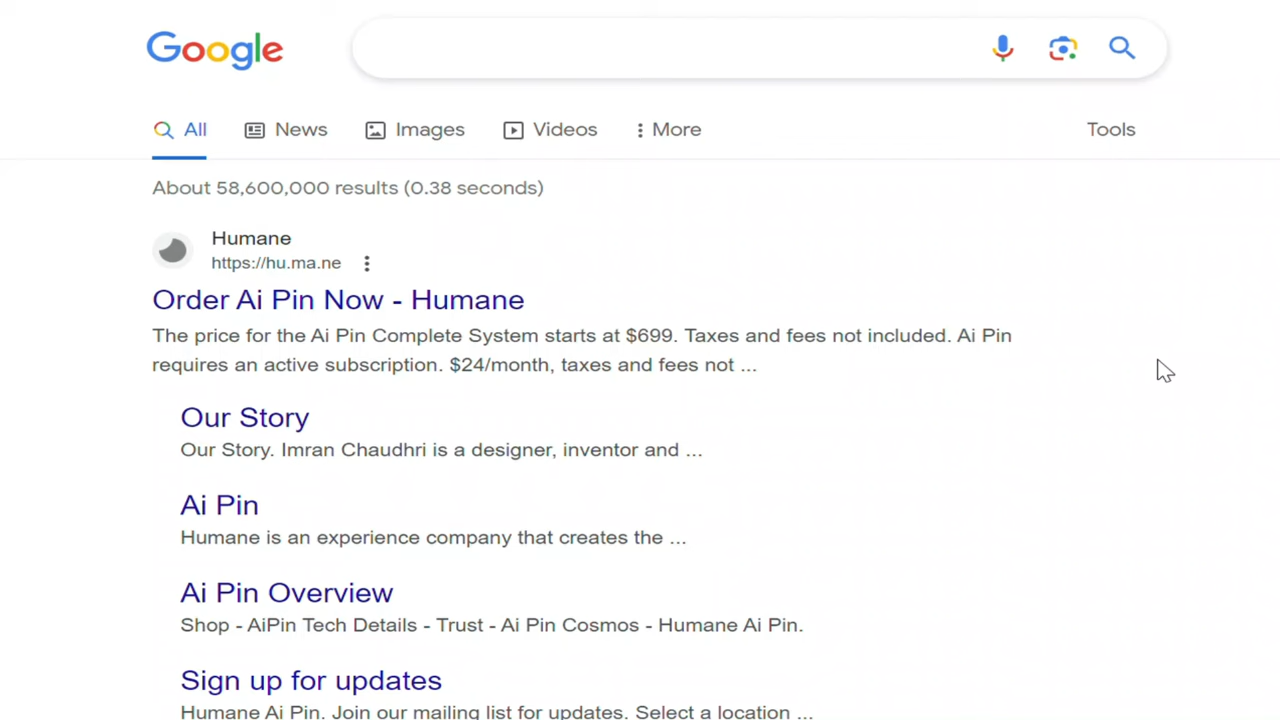 Google
All News Images Videos More Tools
About 58,600,000 results (0.38 seconds)
Humane
https://hu.ma.ne
Order Ai Pin Now - Humane
The price for the Ai Pin Complete System starts at $699. Taxes and fees not included. Ai Pin
requires an active subscription. $24/month, taxes and fees not ...
Our Story
Our Story. Imran Chaudhri is a designer, inventor and ...
Ai Pin
Humane is an experience company that creates the ...
Ai Pin Overview
Shop - AiPin Tech Details - Trust - Ai Pin Cosmos - Humane Ai Pin.
Sign up for updates
Humane Ai Pin. Join our mailing list for updates. Select a location ...